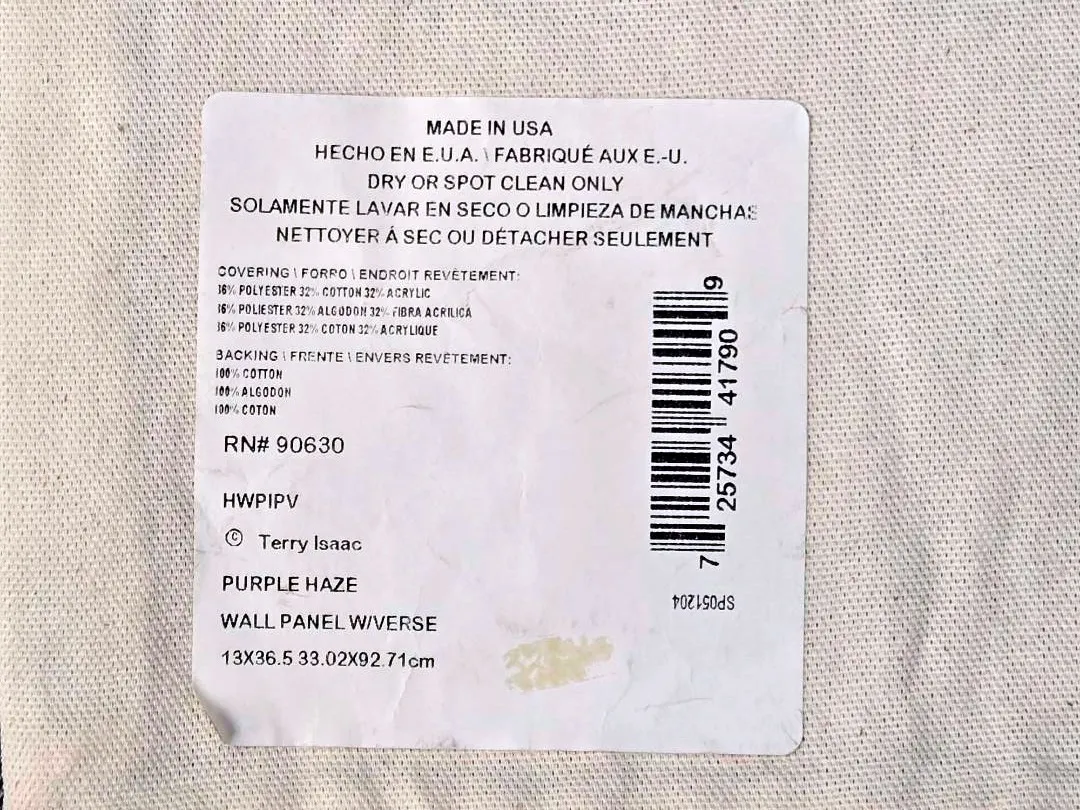 MADE IN USA
HECHO EN E.U.A. \ FABRIQUÉ AUX E.-U.
DRY OR SPOT CLEAN ONLY
SOLAMENTE LAVAR EN SECO O LIMPIEZA DE MANCHAS
NETTOYER Á SEC OU DÉTACHER SEULEMENT
COVERING \ FORRO \ ENDROIT REVÊTEMENT:
36% POLYESTER 32% COTTON 32% ACRYLIC
36% POLIESTER 32% ALGODON 32% FIBRA ACRILICA
36% POLYESTER 32% COTON 32% ACRYLIQUE
BACKING \ FRENTE \ ENVERS REVÊTEMENT:
100% COTTON
100% ALGODON
100% COTON
RN# 90630
HWPIPV
© Terry Isaac
PURPLE HAZE
WALL PANEL W/VERSE
13X36.5 33.02X92.71cm
7 25734 41790 9
SP051204